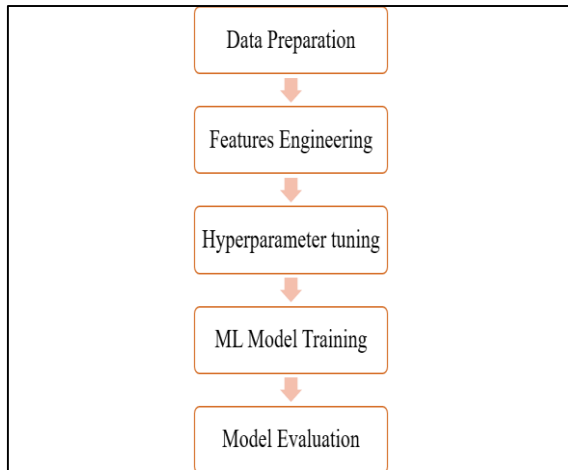 Data Preparation
Features Engineering
Hyperparameter tuning
ML Model Training
Model Evaluation